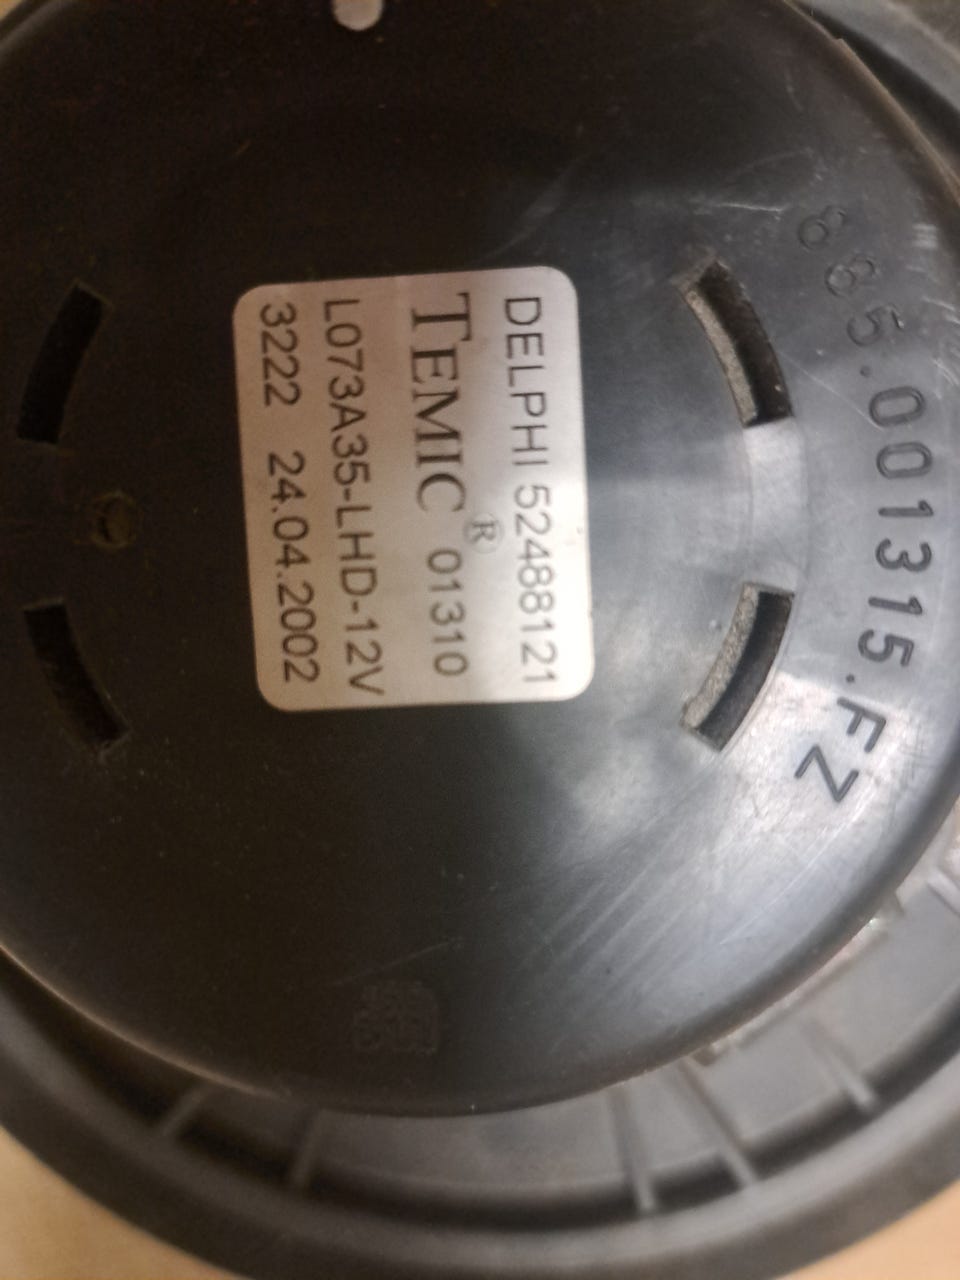 DELPHI 52488121
TEMIC® 01310
L073A35-LHD-12V
3222 24.04.2002
885.001315.FZ